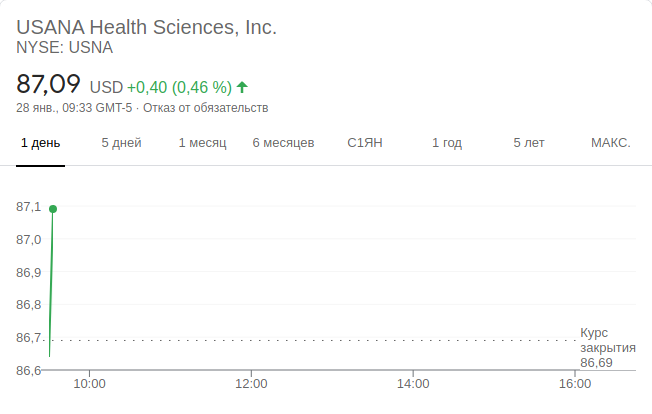 USANA Health Sciences, Inc.
NYSE: USNA
87,09 USD +0,40 (0,46 %)
28 янв., 09:33 GMT-5 · Отказ от обязательств
1 день 5 дней 1 месяц 6 месяцев С1ЯН 1 год 5 лет МАКС.
87,1
87,0
86,9
86,8
86,7
86,6
Курс
закрытия
86,69
10:00 12:00 14:00 16:00